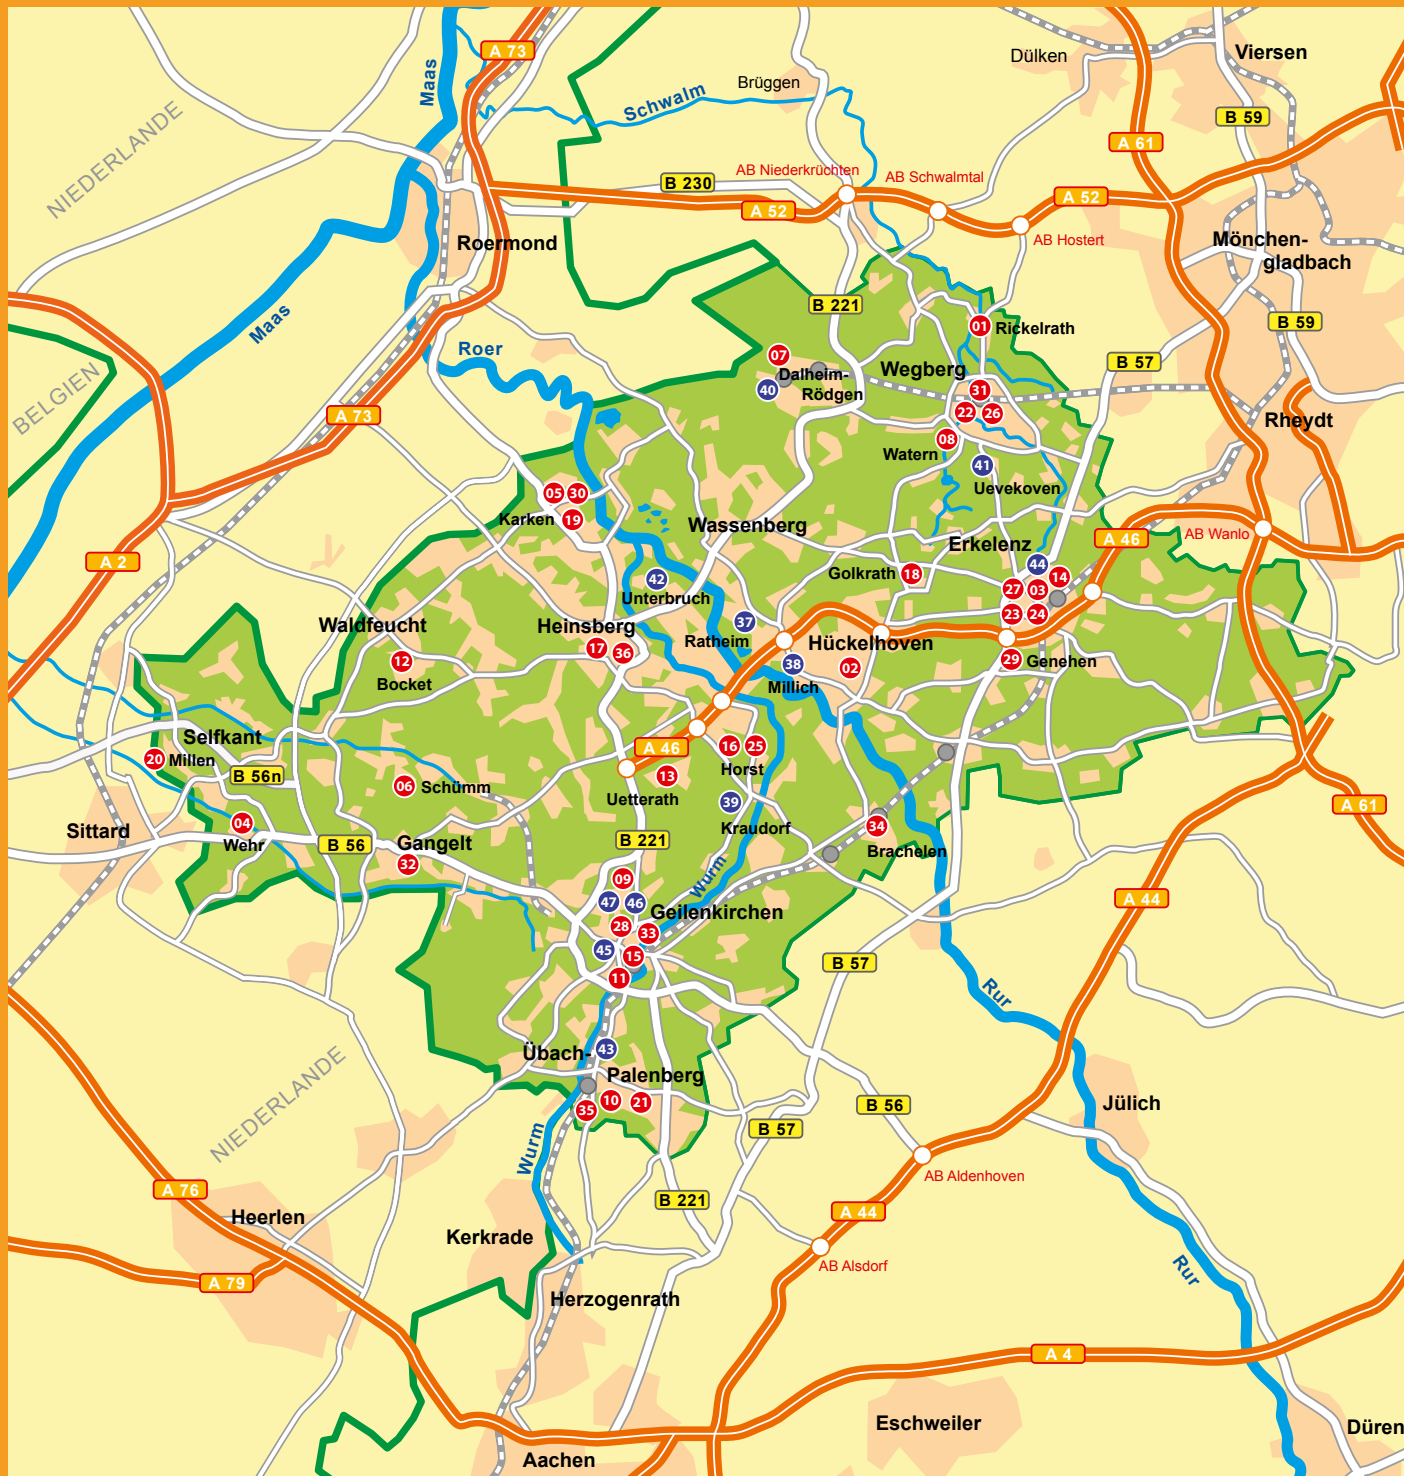 A 73
Maas
Schwalm
Brüggen
Dülken
Viersen
B 59
A 61
NIEDERLANDE
AB Niederkrüchten
AB Schwalmtal
B 230
A 52
A 52
AB Hostert
Roermond
Mönchen-
gladbach
Maas
B 221
B 59
01
Rickelrath
Roer
07
Dalheim-
Rödgen
40
Wegberg
B 57
BELGIEN
31
22
26
A 73
Rheydt
08
Watern
41
Uevekoven
05
30
Karken
19
Wassenberg
Erkelenz
A 46
AB Wanlo
A 2
42
Unterbruch
Golkrath
18
44
14
27
03
23
24
Waldfeucht
Heinsberg
37
Ratheim
Hückelhoven
12
Bocket
17
36
38
Millich
02
29
Genehen
Selfkant
20
Millen
B 56n
A 46
16
25
Horst
06
Schümm
13
Uetterath
39
Kraudorf
A 61
Sittard
04
Wehr
B 56
Gangelt
32
B 221
34
Brachelen
Wurm
09
47
46
Geilenkirchen
28
33
45
15
11
A 44
B 57
Rur
Übach-
43
Palenberg
35
10
21
NIEDERLANDE
B 56
Jülich
B 57
Wurm
AB Aldenhoven
A 76
B 221
A 44
Heerlen
Kerkrade
AB Alsdorf
Rur
A 79
Herzogenrath
A 4
Eschweiler
Düren
Aachen